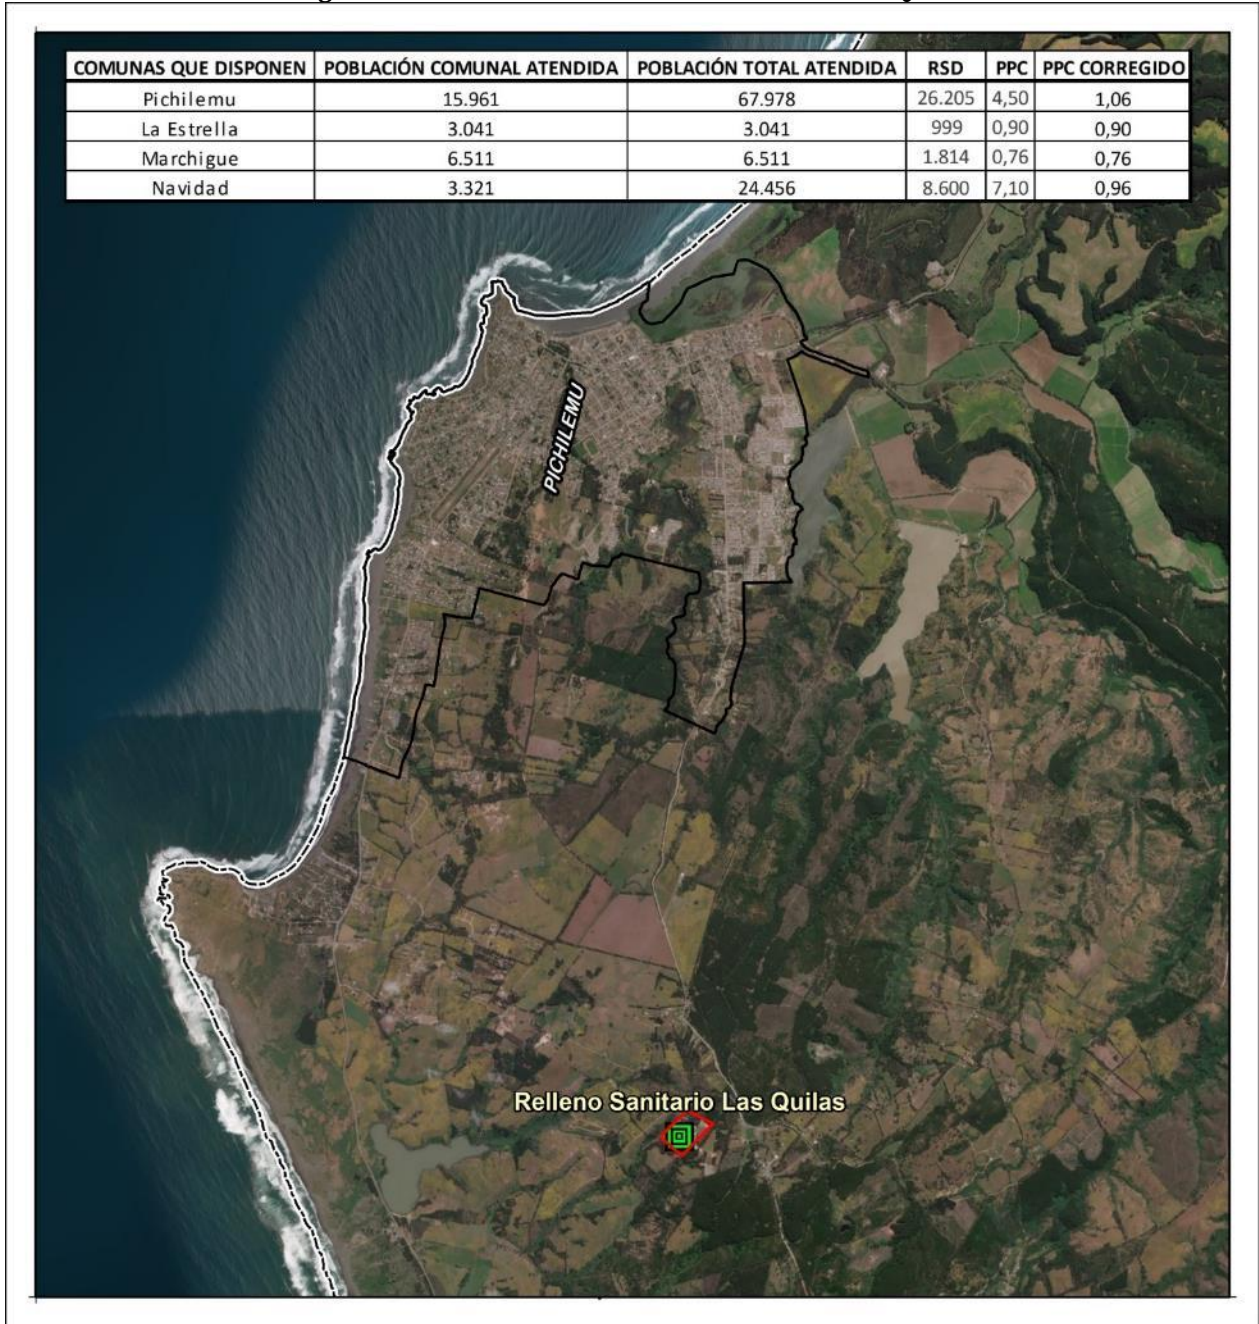 COMUNAS QUE DISPONEN POBLACIÓN COMUNAL ATENDIDA POBLACIÓN TOTAL ATENDIDA RSD PPC PPC CORREGIDO
Pichilemu 15.961 67.978 26.205 4,50 1,06
La Estrella 3.041 3.041 999 0,90 0,90
Marchigue 6.511 6.511 1.814 0,76 0,76
Navidad 3.321 24.456 8.600 7,10 0,96
PICHILEMU
Relleno Sanitario Las Quilas